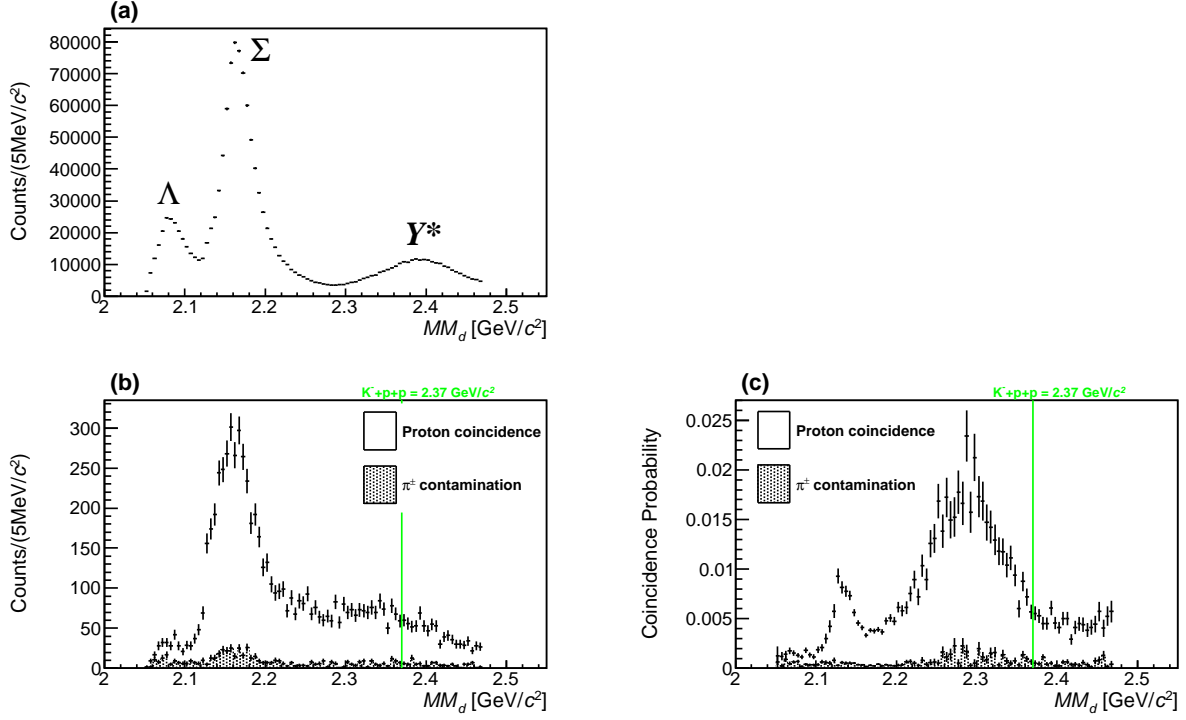 (a)
Counts/(5MeV/c²)
80000
70000
60000
50000
40000
30000
20000
10000
0
Λ
Σ
Y*
2 2.1 2.2 2.3 2.4 2.5
MM_d [GeV/c²]
(b)
K⁻+p+p = 2.37 GeV/c²
Counts/(5MeV/c²)
300
250
200
150
100
50
0
Proton coincidence
π± contamination
2 2.1 2.2 2.3 2.4 2.5
MM_d [GeV/c²]
(c)
K⁻+p+p = 2.37 GeV/c²
Coincidence Probability
0.025
0.02
0.015
0.01
0.005
0
Proton coincidence
π± contamination
2 2.1 2.2 2.3 2.4 2.5
MM_d [GeV/c²]